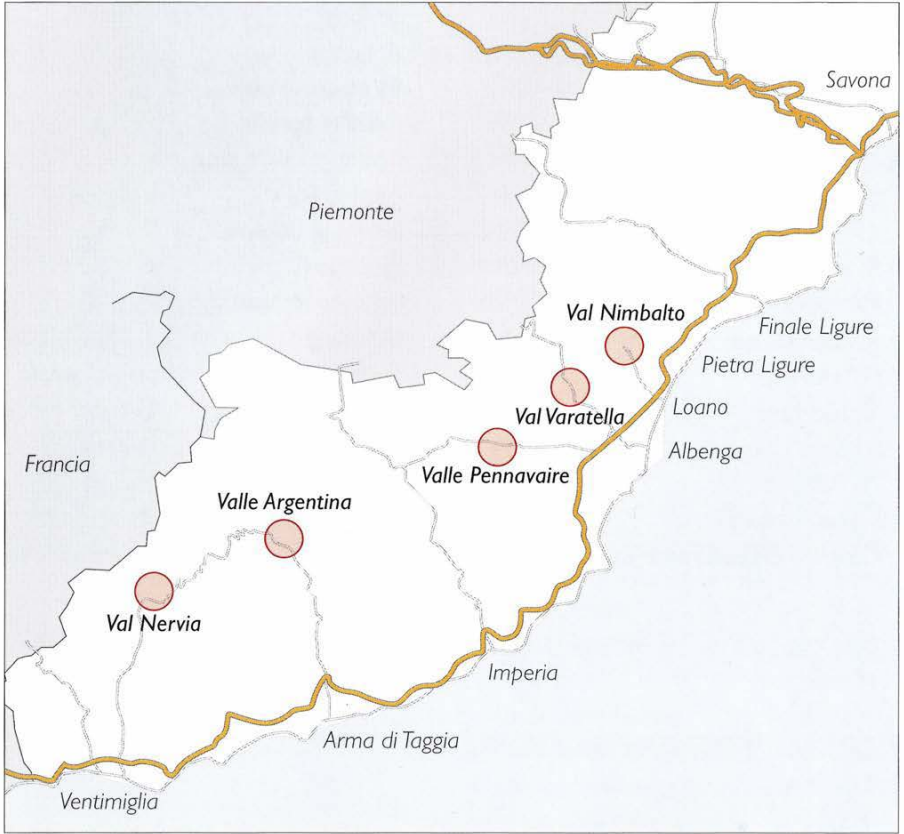 Savona
Piemonte
Val Nimbalto
Finale Ligure
Pietra Ligure
Val Varatella
Loano
Albenga
Francia
Valle Pennavaire
Valle Argentina
Val Nervia
Imperia
Arma di Taggia
Ventimiglia